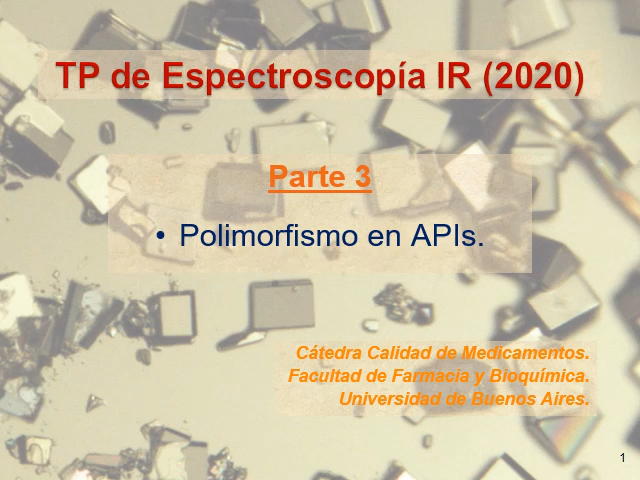 TP de Espectroscopía IR (2020)
Parte 3
• Polimorfismo en APIs.
Cátedra Calidad de Medicamentos.
Facultad de Farmacia y Bioquímica.
Universidad de Buenos Aires.
1